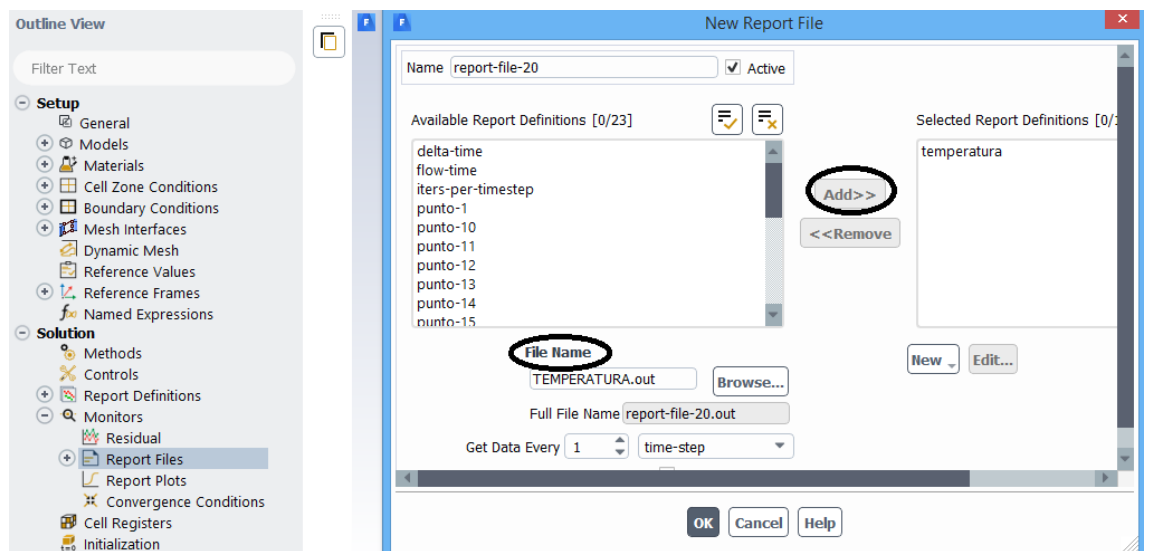 Outline View
Filter Text
Setup
General
Models
Materials
Cell Zone Conditions
Boundary Conditions
Mesh Interfaces
Dynamic Mesh
Reference Values
Reference Frames
fx Named Expressions
Solution
Methods
Controls
Report Definitions
Monitors
Residual
Report Files
Report Plots
Convergence Conditions
Cell Registers
t=0 Initialization
F F New Report File
Name report-file-20 Active
Available Report Definitions [0/23] Selected Report Definitions [0/
delta-time
flow-time
iters-per-timestep
punto-1
punto-10
punto-11
punto-12
punto-13
punto-14
punto-15
Add>>
<<Remove
temperatura
File Name
TEMPERATURA.out Browse...
Full File Name report-file-20.out
Get Data Every 1 time-step
New Edit...
OK Cancel Help